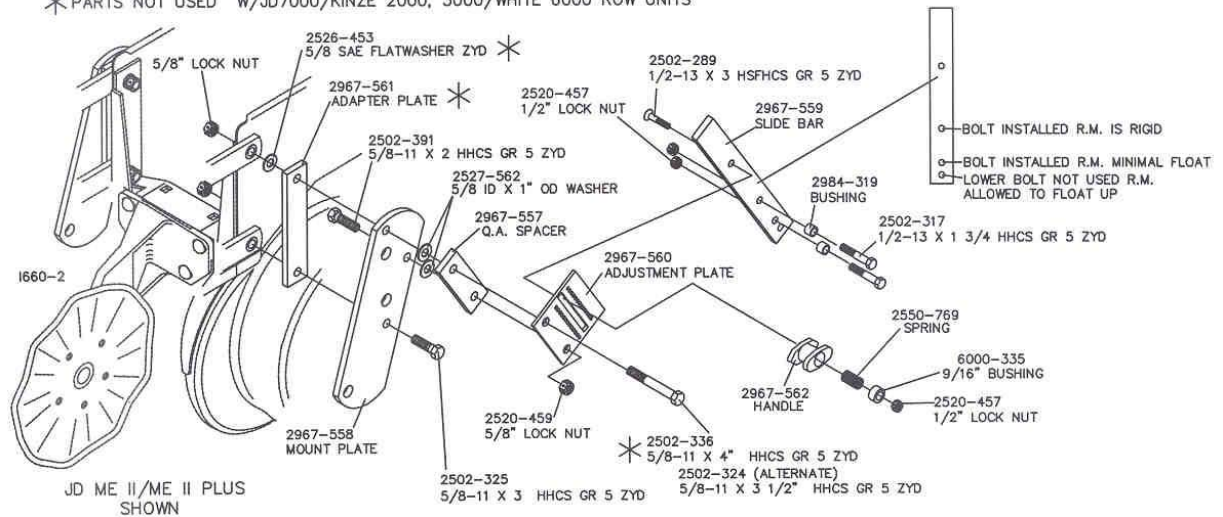 * PARTS NOT USED W/JD7000/KINZE 2000, 3000/WHITE 6000 ROW UNITS
2526-453
5/8 SAE FLATWASHER ZYD *
5/8" LOCK NUT
2967-561
ADAPTER PLATE *
2502-391
5/8-11 X 2 HHCS GR 5 ZYD
2527-562
5/8 ID X 1" OD WASHER
2967-557
Q.A. SPACER
2502-289
1/2-13 X 3 HSFHCS GR 5 ZYD
2520-457
1/2" LOCK NUT
2967-559
SLIDE BAR
2984-319
BUSHING
2502-317
1/2-13 X 1 3/4 HHCS GR 5 ZYD
BOLT INSTALLED R.M. IS RIGID
BOLT INSTALLED R.M. MINIMAL FLOAT
LOWER BOLT NOT USED R.M.
ALLOWED TO FLOAT UP
2967-560
ADJUSTMENT PLATE
1660-2
2550-769
SPRING
6000-335
9/16" BUSHING
2967-562
HANDLE
2520-457
1/2" LOCK NUT
2520-459
5/8" LOCK NUT
2967-558
MOUNT PLATE
* 2502-336
5/8-11 X 4" HHCS GR 5 ZYD
2502-324 (ALTERNATE)
5/8-11 X 3 1/2" HHCS GR 5 ZYD
2502-325
5/8-11 X 3 HHCS GR 5 ZYD
JD ME II/ME II PLUS
SHOWN